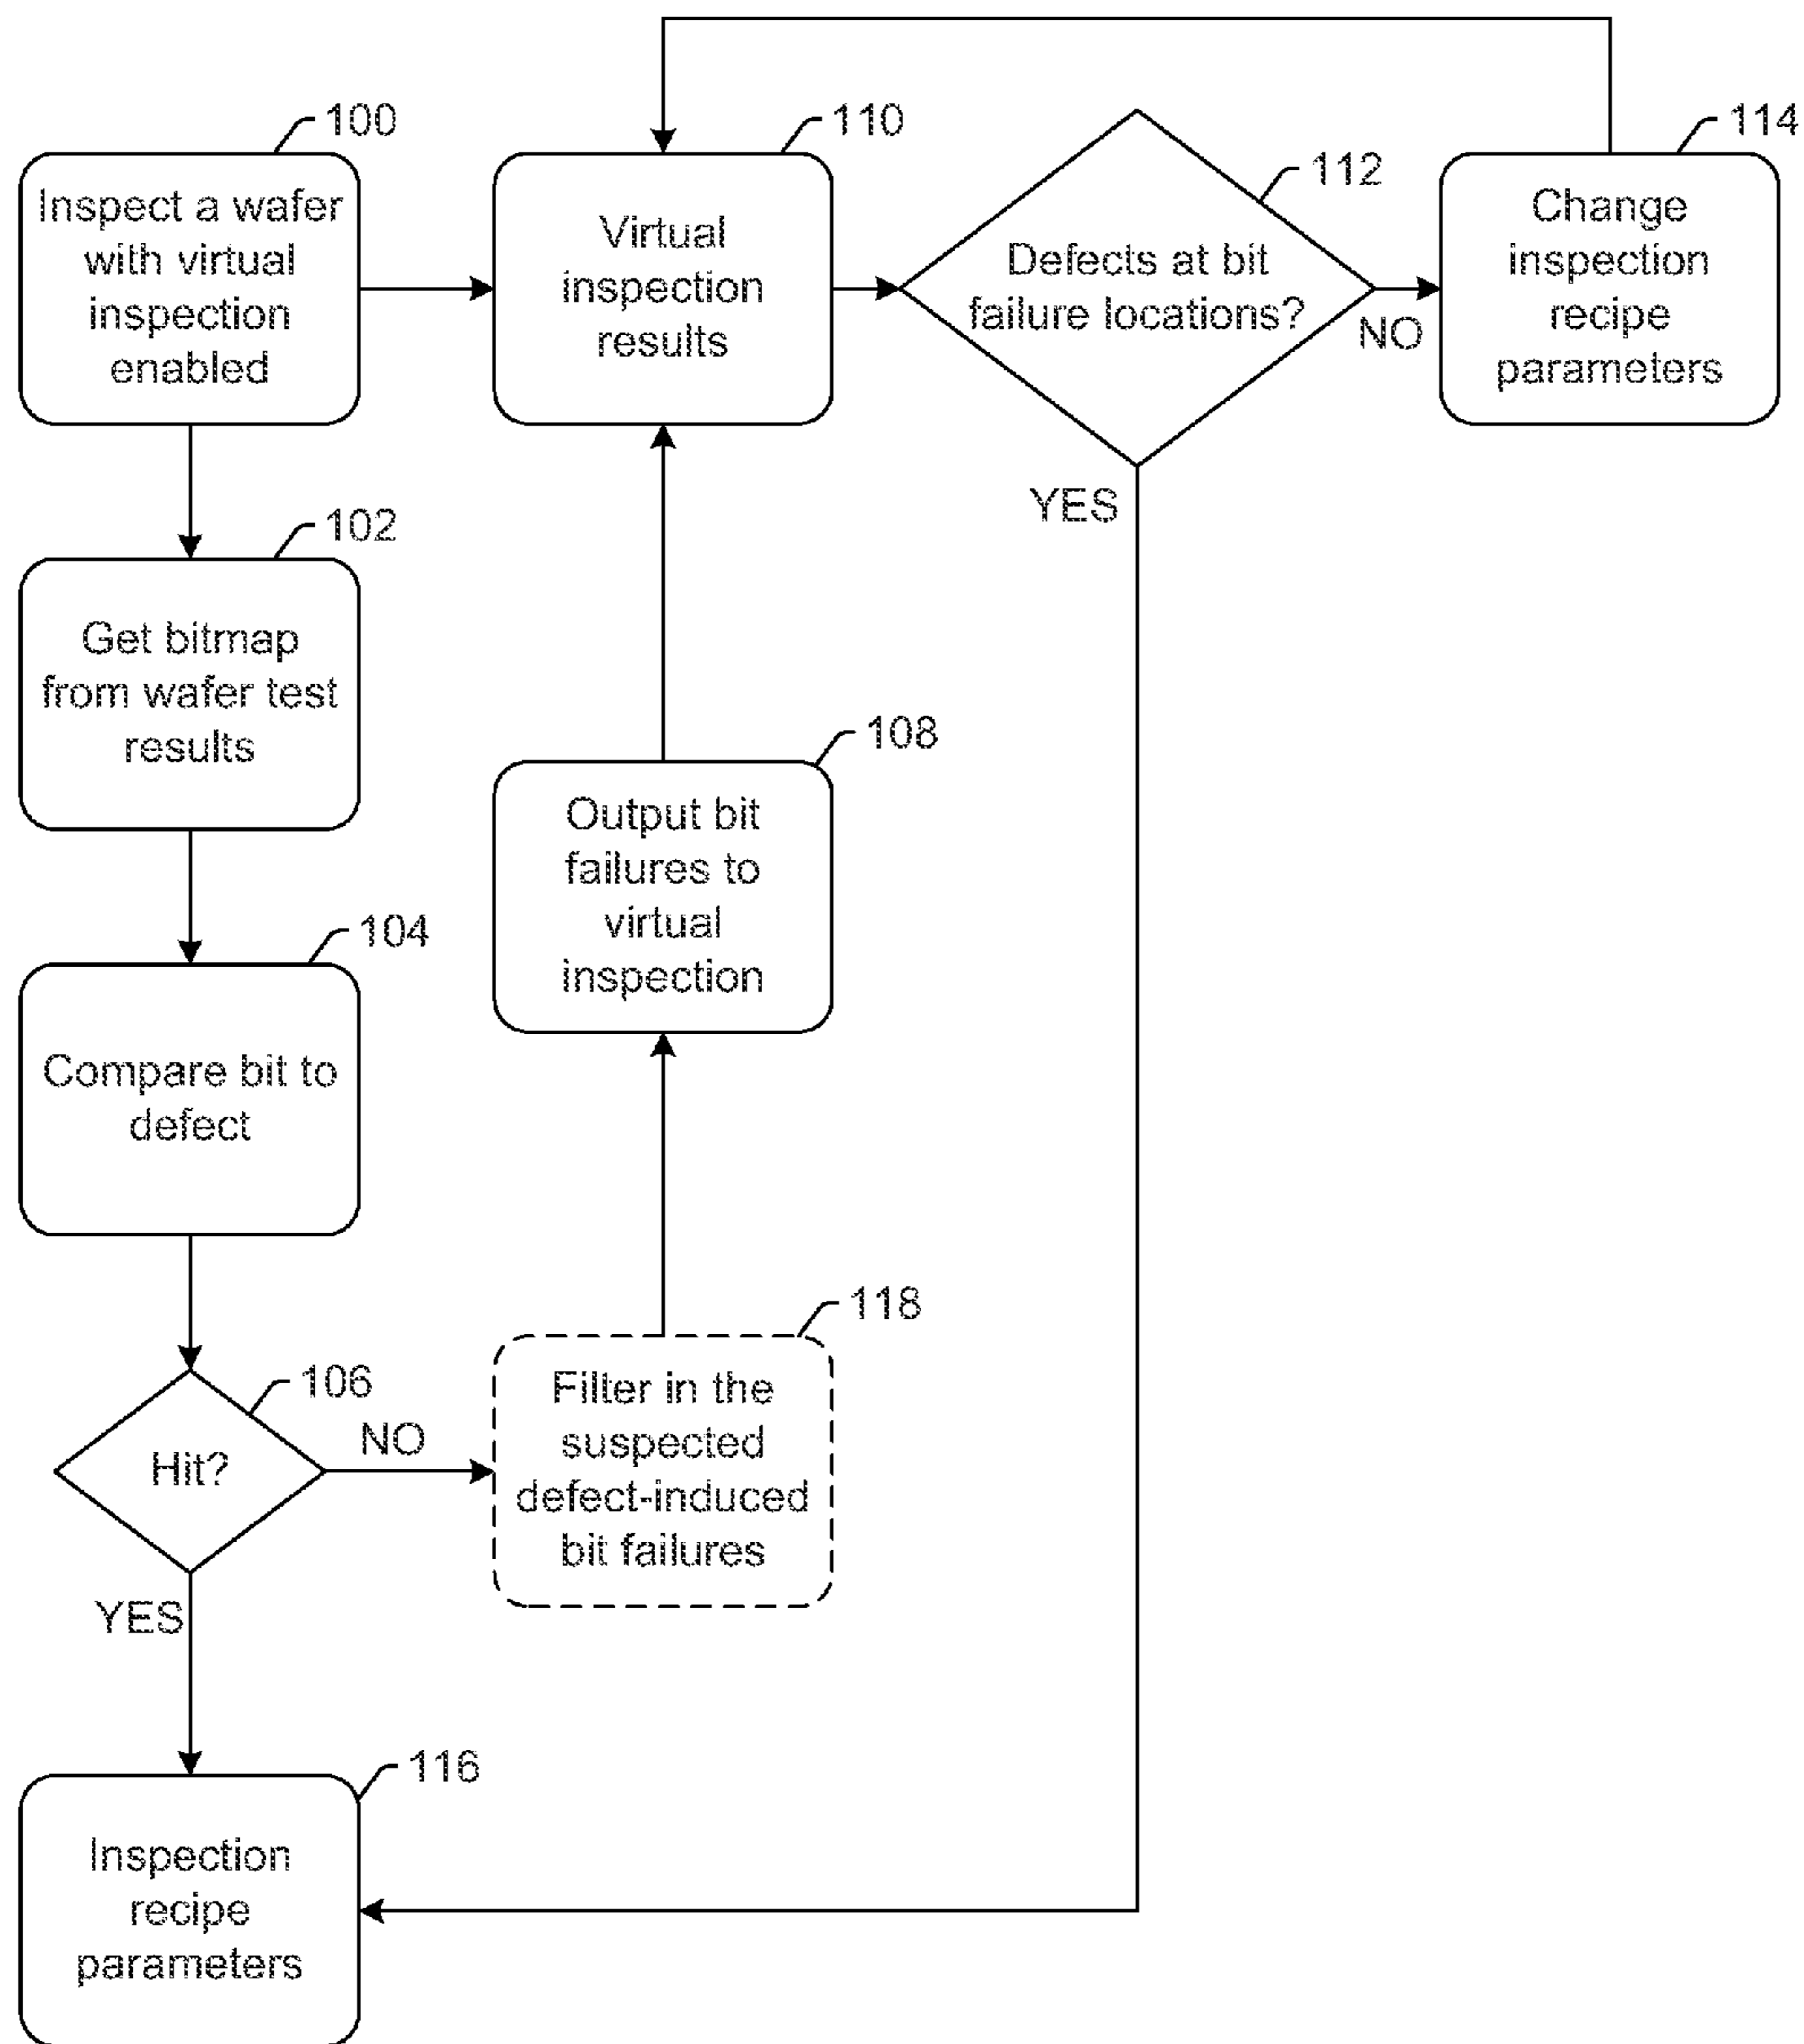 100
Inspect a wafer
with virtual
inspection
enabled
110
Virtual
inspection
results
112
Defects at bit
failure locations?
NO
YES
114
Change
inspection
recipe
parameters
102
Get bitmap
from wafer test
results
108
Output bit
failures to
virtual
inspection
104
Compare bit to
defect
106
Hit?
NO
YES
118
Filter in the
suspected
defect-induced
bit failures
116
Inspection
recipe
parameters